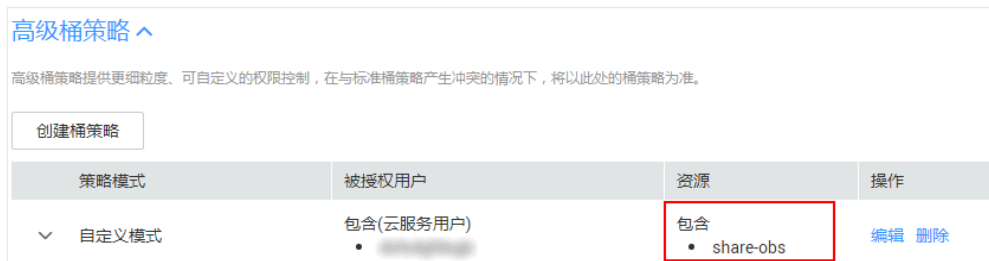 高级桶策略
高级桶策略提供更细粒度、可自定义的权限控制，在与标准桶策略产生冲突的情况下，将以此处的桶策略为准。
创建桶策略
策略模式 被授权用户 资源 操作
自定义模式 包含(云服务用户) 包含 编辑 删除
• share-obs